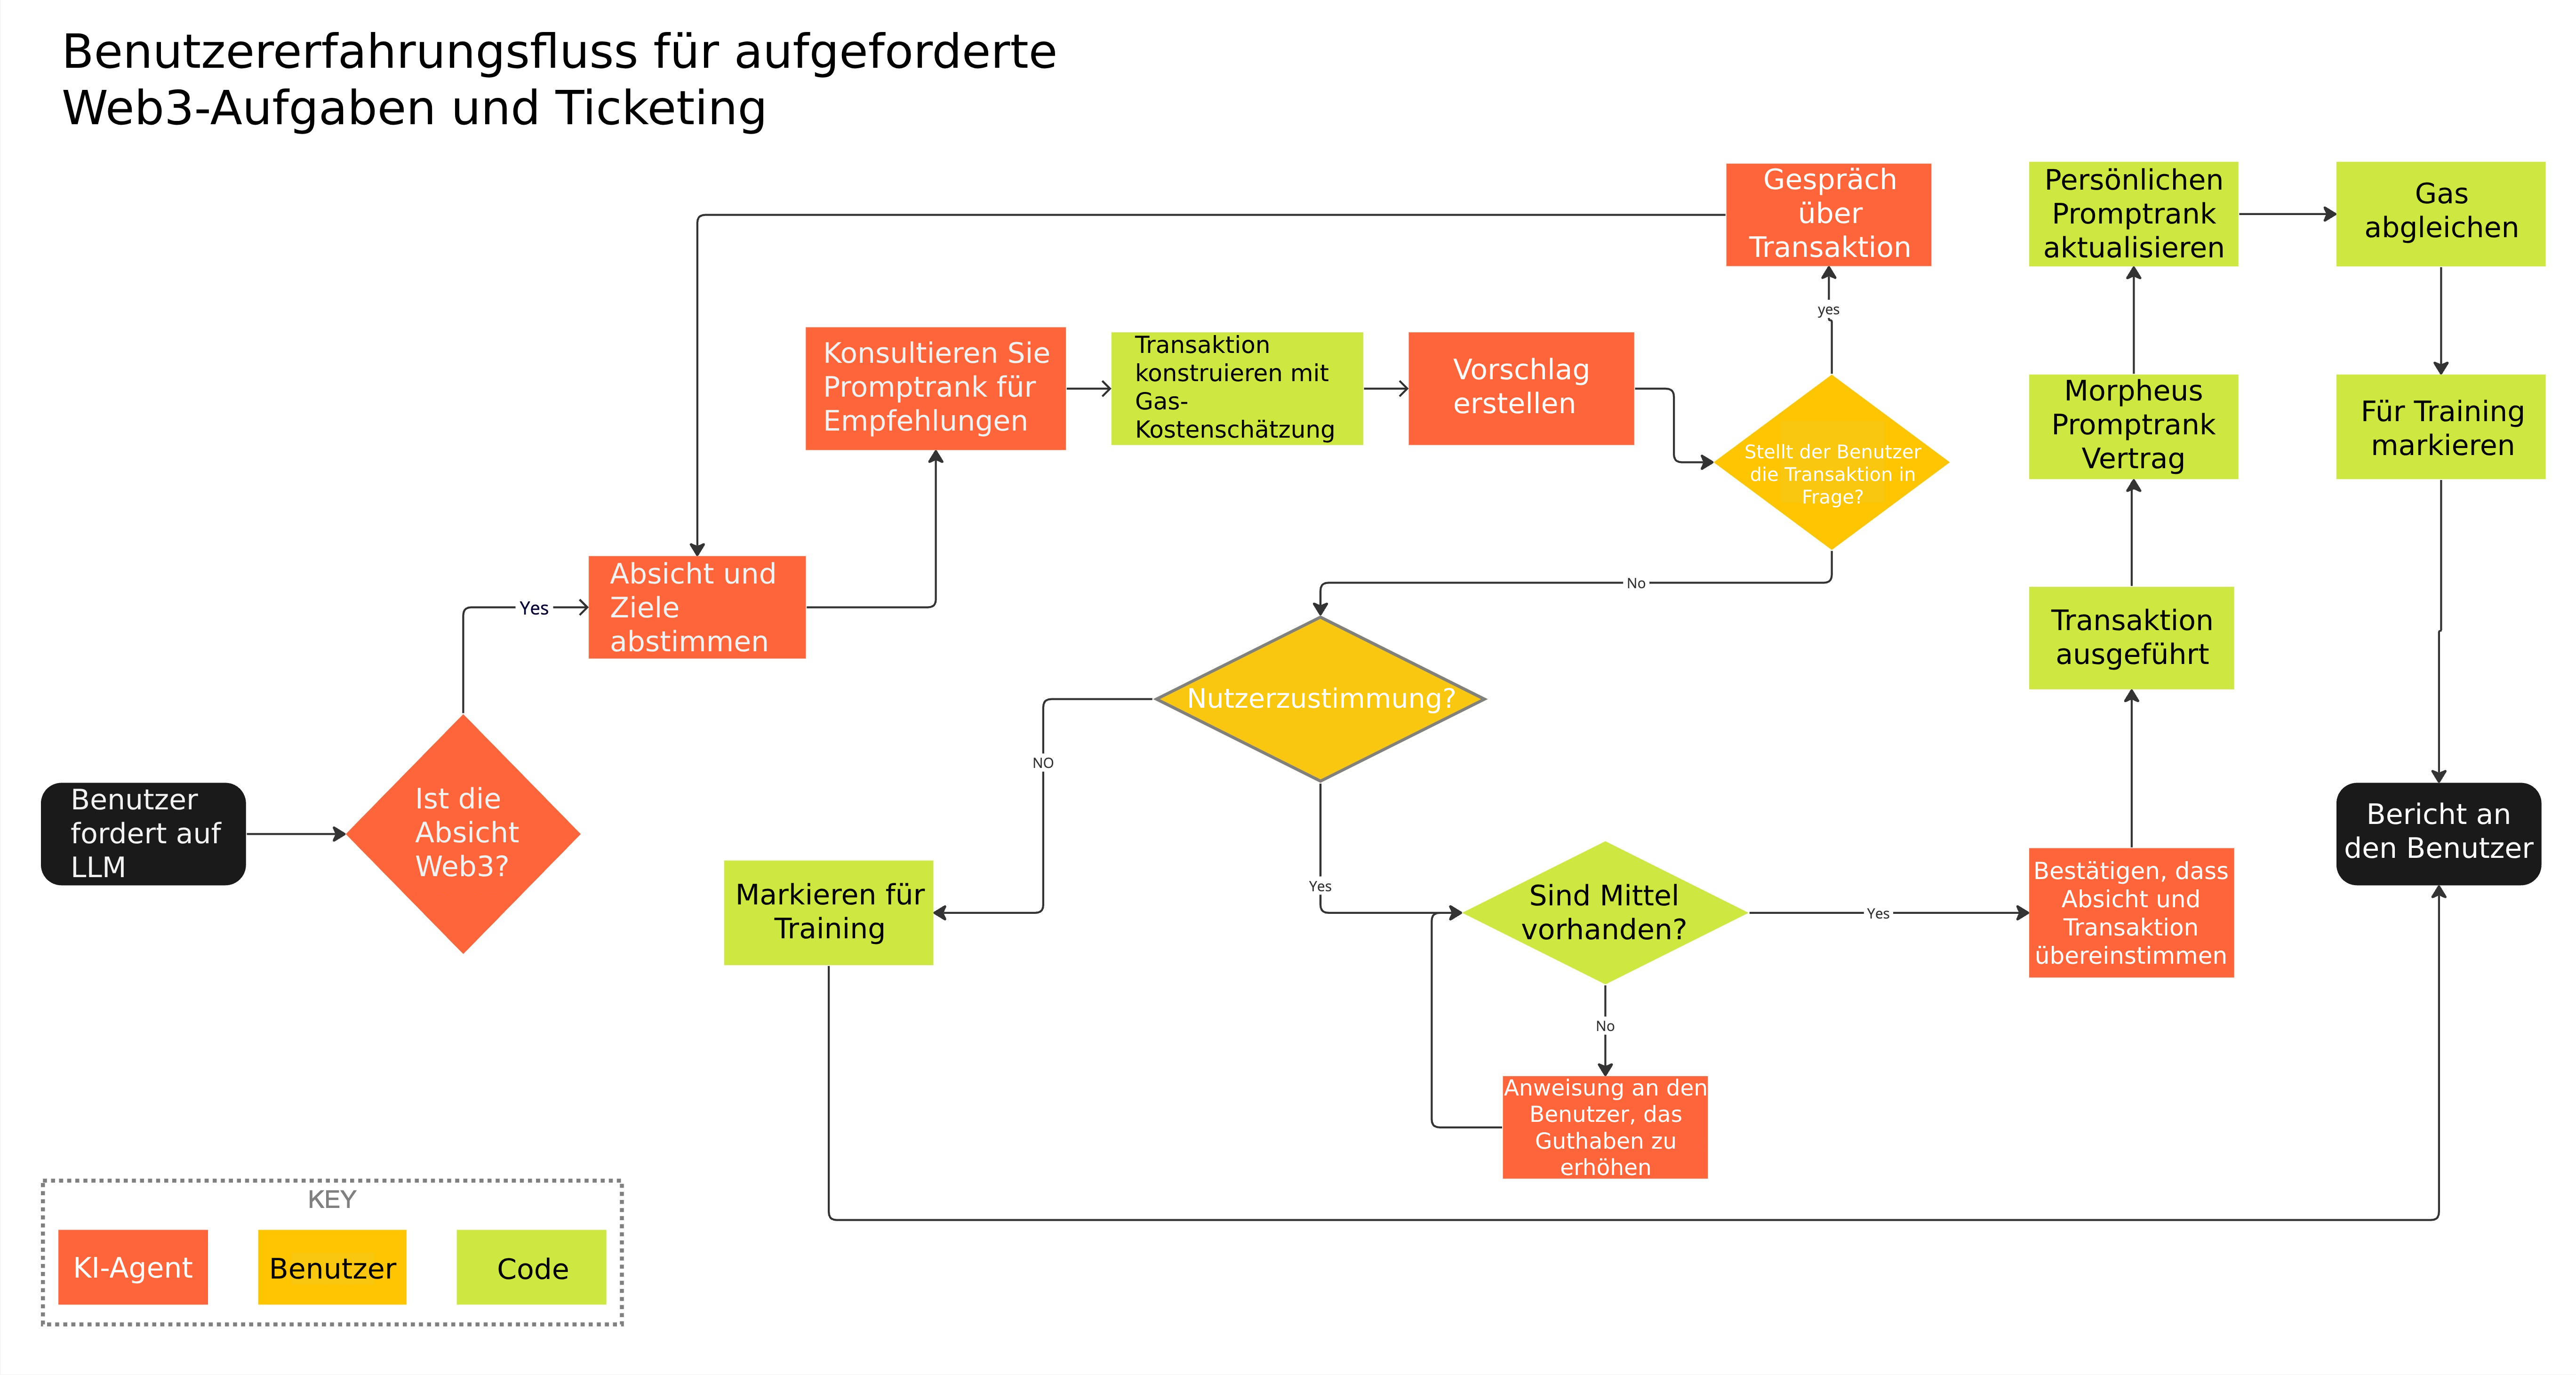 Benutzererfahrungsfluss für aufgeforderte
Web3-Aufgaben und Ticketing
Benutzer
fordert auf
LLM
Ist die
Absicht
Web3?
Yes
Absicht und
Ziele
abstimmen
Konsultieren Sie
Promptrank für
Empfehlungen
Transaktion
konstruieren mit
Gas-
Kostenschätzung
Vorschlag
erstellen
Stellt der Benutzer
die Transaktion in
Frage?
yes
Gespräch
über
Transaktion
No
Nutzerzustimmung?
NO
Markieren für
Training
Yes
Sind Mittel
vorhanden?
No
Anweisung an den
Benutzer, das
Guthaben zu
erhöhen
Yes
Bestätigen, dass
Absicht und
Transaktion
übereinstimmen
Transaktion
ausgeführt
Morpheus
Promptrank
Vertrag
Persönlichen
Promptrank
aktualisieren
Gas
abgleichen
Für Training
markieren
Bericht an
den Benutzer
KEY
KI-Agent
Benutzer
Code